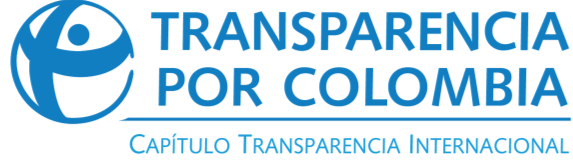 TRANSPARENCIA
POR COLOMBIA
CAPÍTULO TRANSPARENCIA INTERNACIONAL